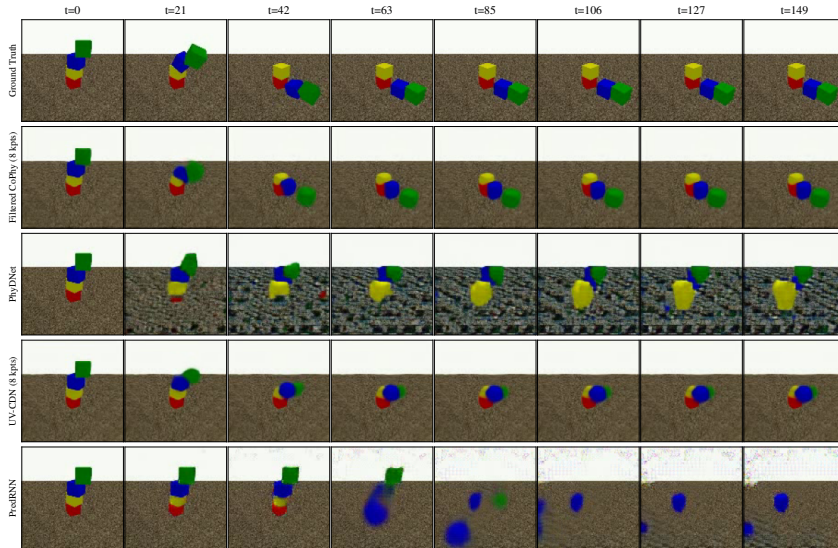 t=0 t=21 t=42 t=63 t=85 t=106 t=127 t=149
Ground Truth
Filtered CoPhy (8 kpts)
PhyDNet
UV-CDN (8 kpts)
PredRNN